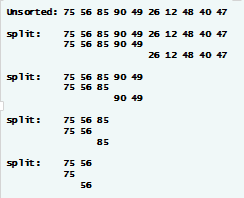 Unsorted: 75 56 85 90 49 26 12 48 40 47
split: 75 56 85 90 49 26 12 48 40 47
75 56 85 90 49
26 12 48 40 47
split: 75 56 85 90 49
75 56 85
90 49
split: 75 56 85
75 56
85
split: 75 56
75
56